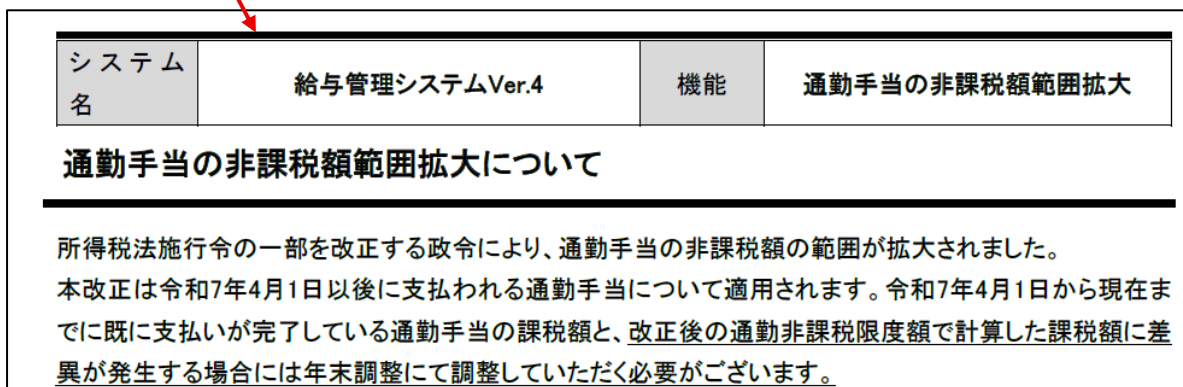 システム名 給与管理システムVer.4 機能 通勤手当の非課税額範囲拡大
通勤手当の非課税額範囲拡大について
所得税法施行令の一部を改正する政令により、通勤手当の非課税額の範囲が拡大されました。
本改正は令和7年4月1日以後に支払われる通勤手当について適用されます。令和7年4月1日から現在ま
でに既に支払いが完了している通勤手当の課税額と、改正後の通勤非課税限度額で計算した課税額に差
異が発生する場合には年末調整にて調整していただく必要がございます。